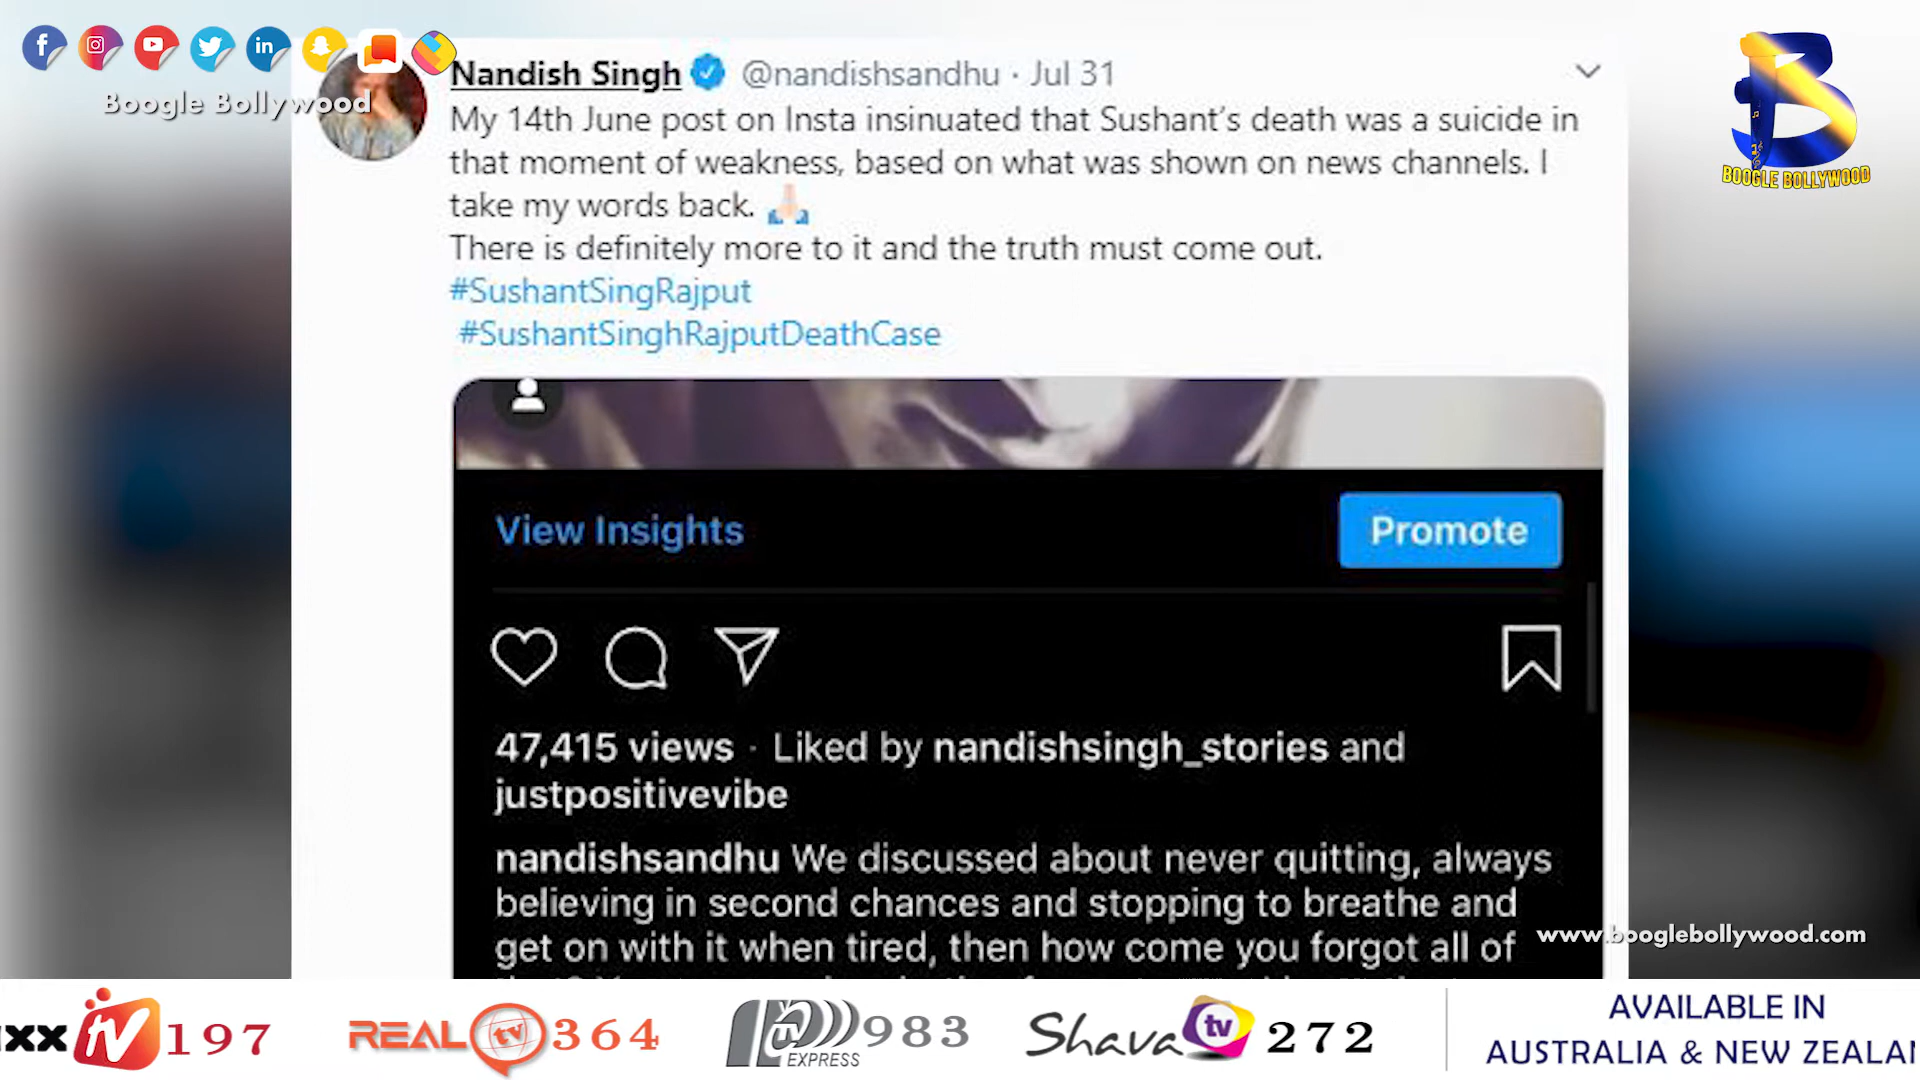 Boogle Bollywood
Nandish Singh @nandishsandhu · Jul 31
My 14th June post on Insta insinuated that Sushant's death was a suicide in
that moment of weakness, based on what was shown on news channels. I
take my words back.
There is definitely more to it and the truth must come out.
#SushantSingRajput
#SushantSinghRajputDeathCase
BOOGLE BOLLYWOOD
View Insights
Promote
47,415 views · Liked by nandishsingh_stories and
justpositivevibe
nandishsandhu We discussed about never quitting, always
believing in second chances and stopping to breathe and
get on with it when tired, then how come you forgot all of
www.booglebollywood.com
xx tv 197
REAL tv 364
tv EXPRESS 983
Shava tv 272
AVAILABLE IN
AUSTRALIA & NEW ZEALAN